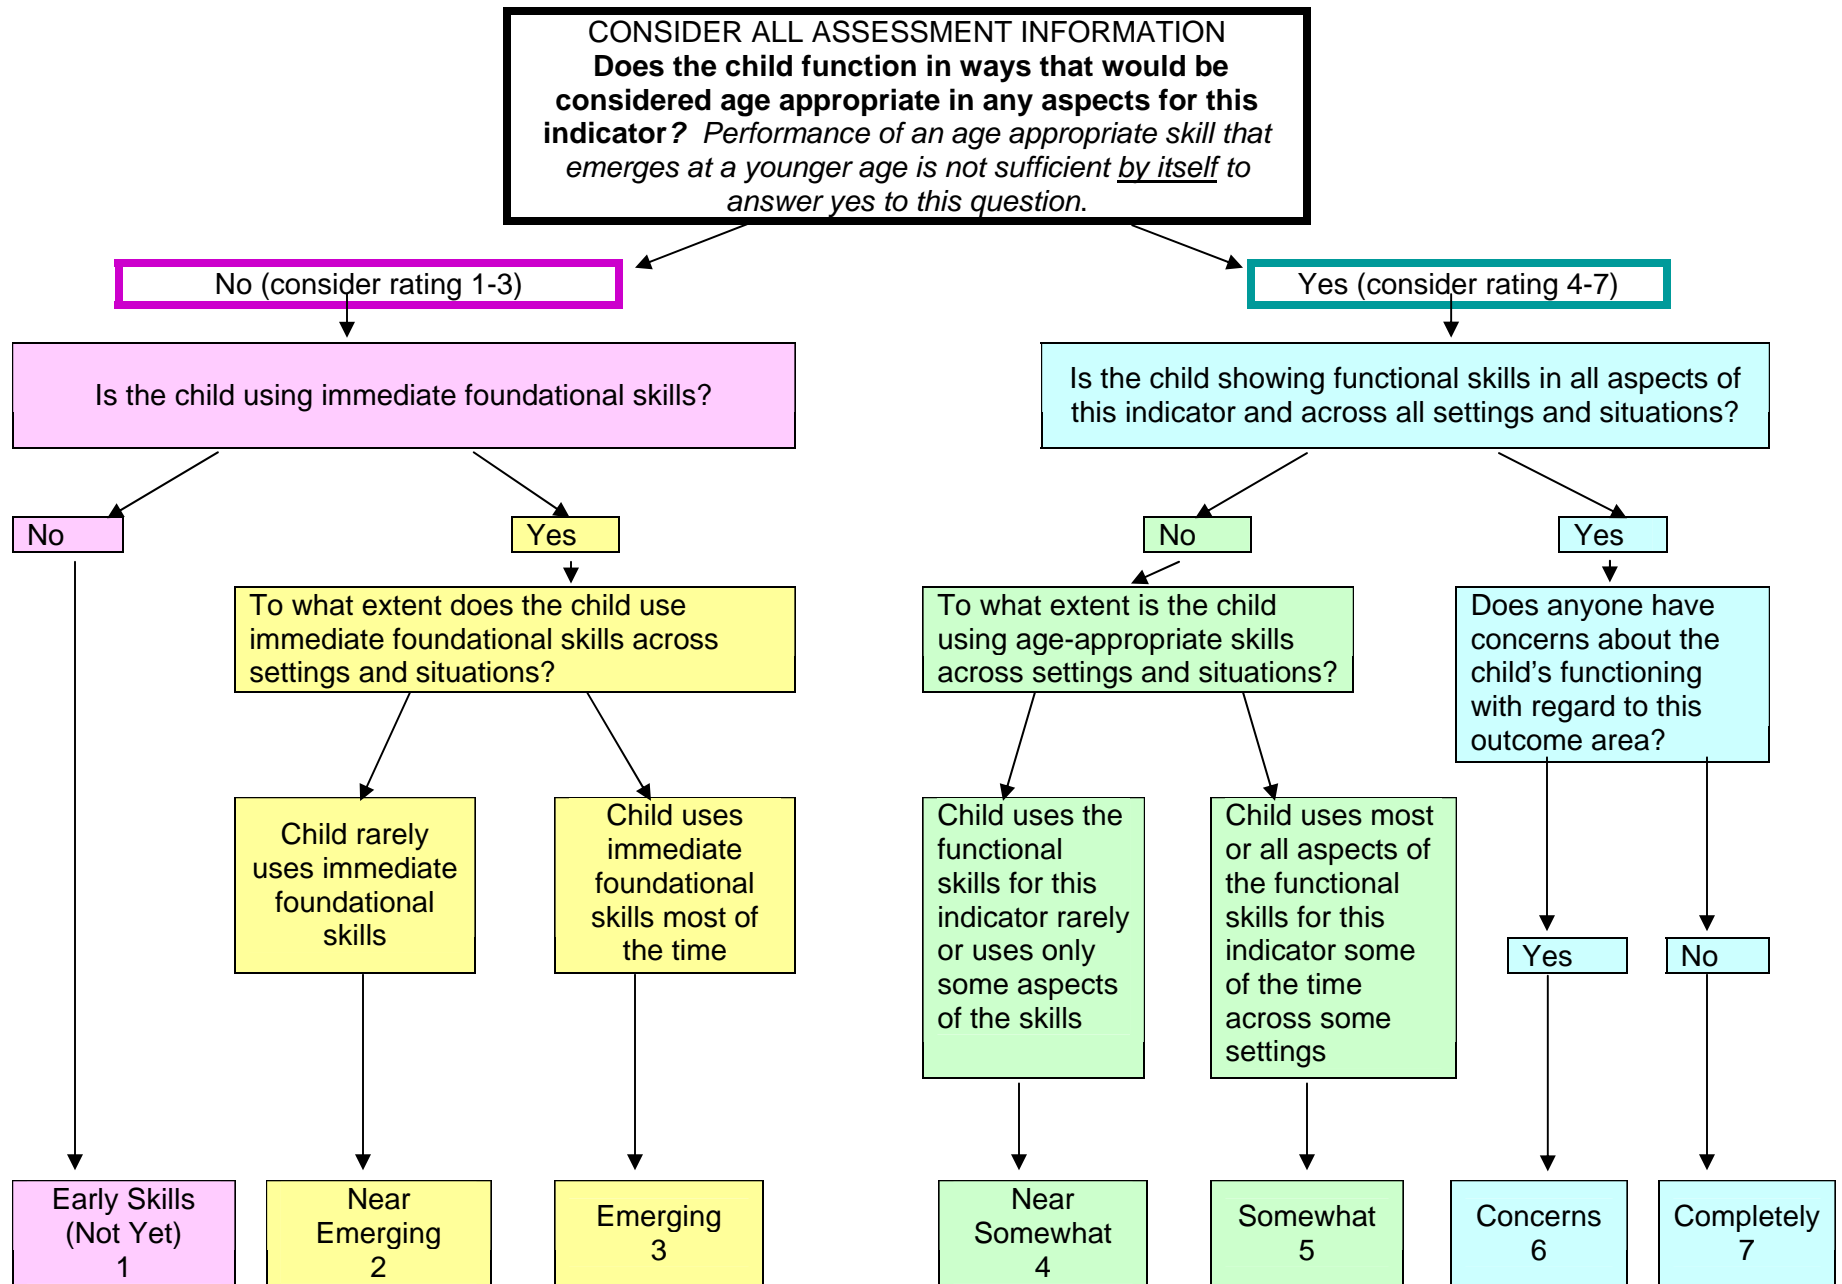 CONSIDER ALL ASSESSMENT INFORMATION
Does the child function in ways that would be
considered age appropriate in any aspects for this
indicator? Performance of an age appropriate skill that
emerges at a younger age is not sufficient by itself to
answer yes to this question.
No (consider rating 1-3)
Yes (consider rating 4-7)
Is the child using immediate foundational skills?
Is the child showing functional skills in all aspects of
this indicator and across all settings and situations?
No
Yes
No
Yes
To what extent does the child use
immediate foundational skills across
settings and situations?
To what extent is the child
using age-appropriate skills
across settings and situations?
Does anyone have
concerns about the
child's functioning
with regard to this
outcome area?
Child rarely
uses immediate
foundational
skills
Child uses
immediate
foundational
skills most of
the time
Child uses the
functional
skills for this
indicator rarely
or uses only
some aspects
of the skills
Child uses most
or all aspects of
the functional
skills for this
indicator some
of the time
across some
settings
Yes
No
Early Skills
(Not Yet)
1
Near
Emerging
2
Emerging
3
Near
Somewhat
4
Somewhat
5
Concerns
6
Completely
7